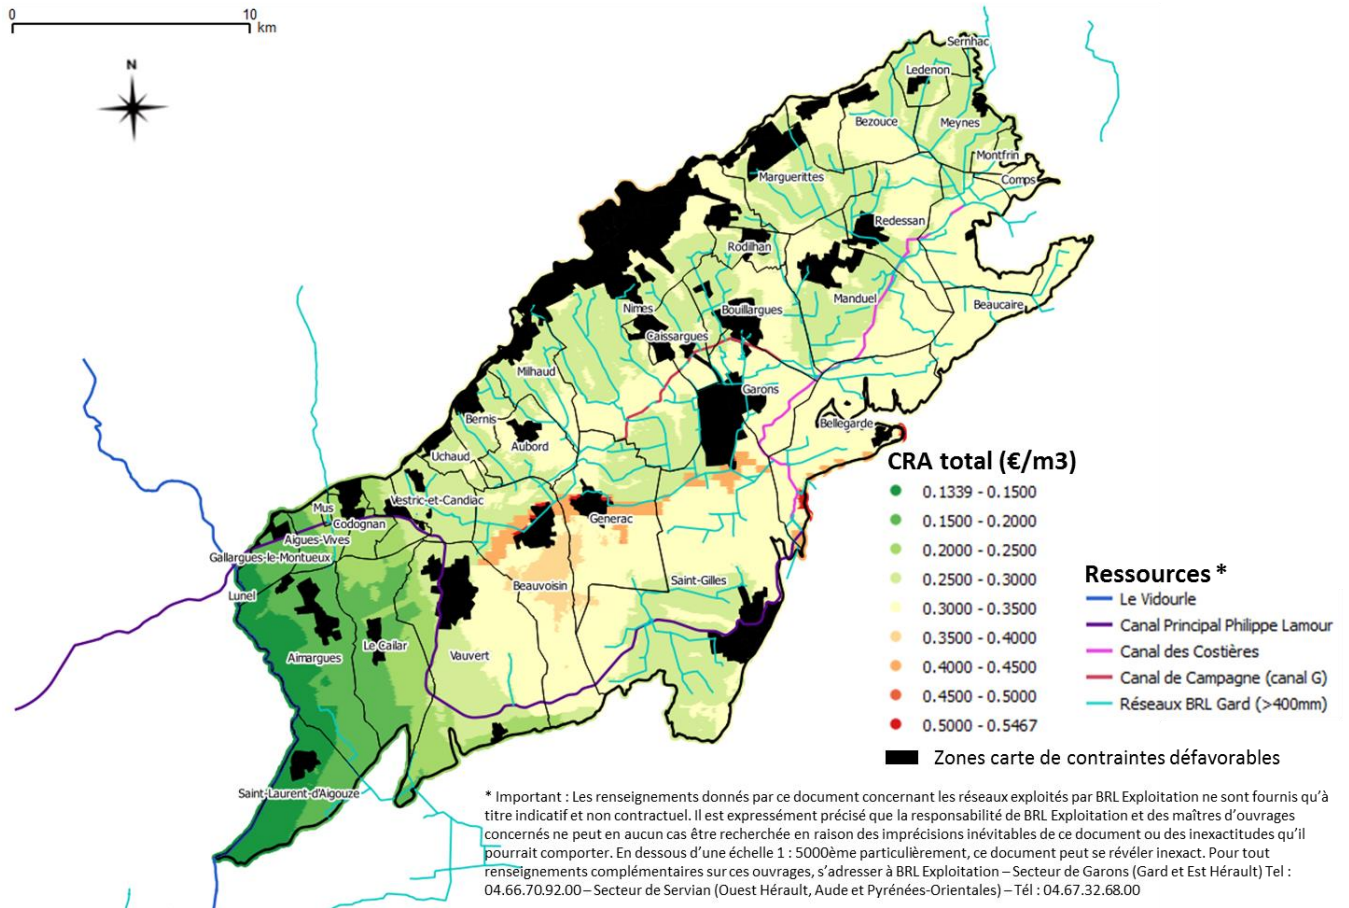 0
10
km
N
Sernhac
Ledenon
Bezouce
Meynes
Montfrin
Comps
Marguerittes
Redessan
Rodilhan
Manduel
Beaucaire
Nimes
Bouillargues
Caissargues
Milhaud
Garons
Bernis
Aubord
Bellegarde
Uchaud
Vestric-et-Candiac
Mus
Codognan
Aigues-Vives
Gallargues-le-Montueux
Generac
Lunel
Beauvoisin
Saint-Gilles
Aimargues
Le Cailar
Vauvert
Saint-Laurent-d'Aigouze
CRA total (€/m3)
0.1339 - 0.1500
0.1500 - 0.2000
0.2000 - 0.2500
0.2500 - 0.3000
0.3000 - 0.3500
0.3500 - 0.4000
0.4000 - 0.4500
0.4500 - 0.5000
0.5000 - 0.5467
Zones carte de contraintes défavorables
Ressources *
Le Vidourle
Canal Principal Philippe Lamour
Canal des Costières
Canal de Campagne (canal G)
Réseaux BRL Gard (>400mm)
* Important : Les renseignements donnés par ce document concernant les réseaux exploités par BRL Exploitation ne sont fournis qu'à
titre indicatif et non contractuel. Il est expressément précisé que la responsabilité de BRL Exploitation et des maîtres d'ouvrages
concernés ne peut en aucun cas être recherchée en raison des imprécisions inévitables de ce document ou des inexactitudes qu'il
pourrait comporter. En dessous d'une échelle 1 : 5000ème particulièrement, ce document peut se révéler inexact. Pour tout
renseignements complémentaires sur ces ouvrages, s'adresser à BRL Exploitation – Secteur de Garons (Gard et Est Hérault) Tel :
04.66.70.92.00 – Secteur de Servian (Ouest Hérault, Aude et Pyrénées-Orientales) – Tél : 04.67.32.68.00